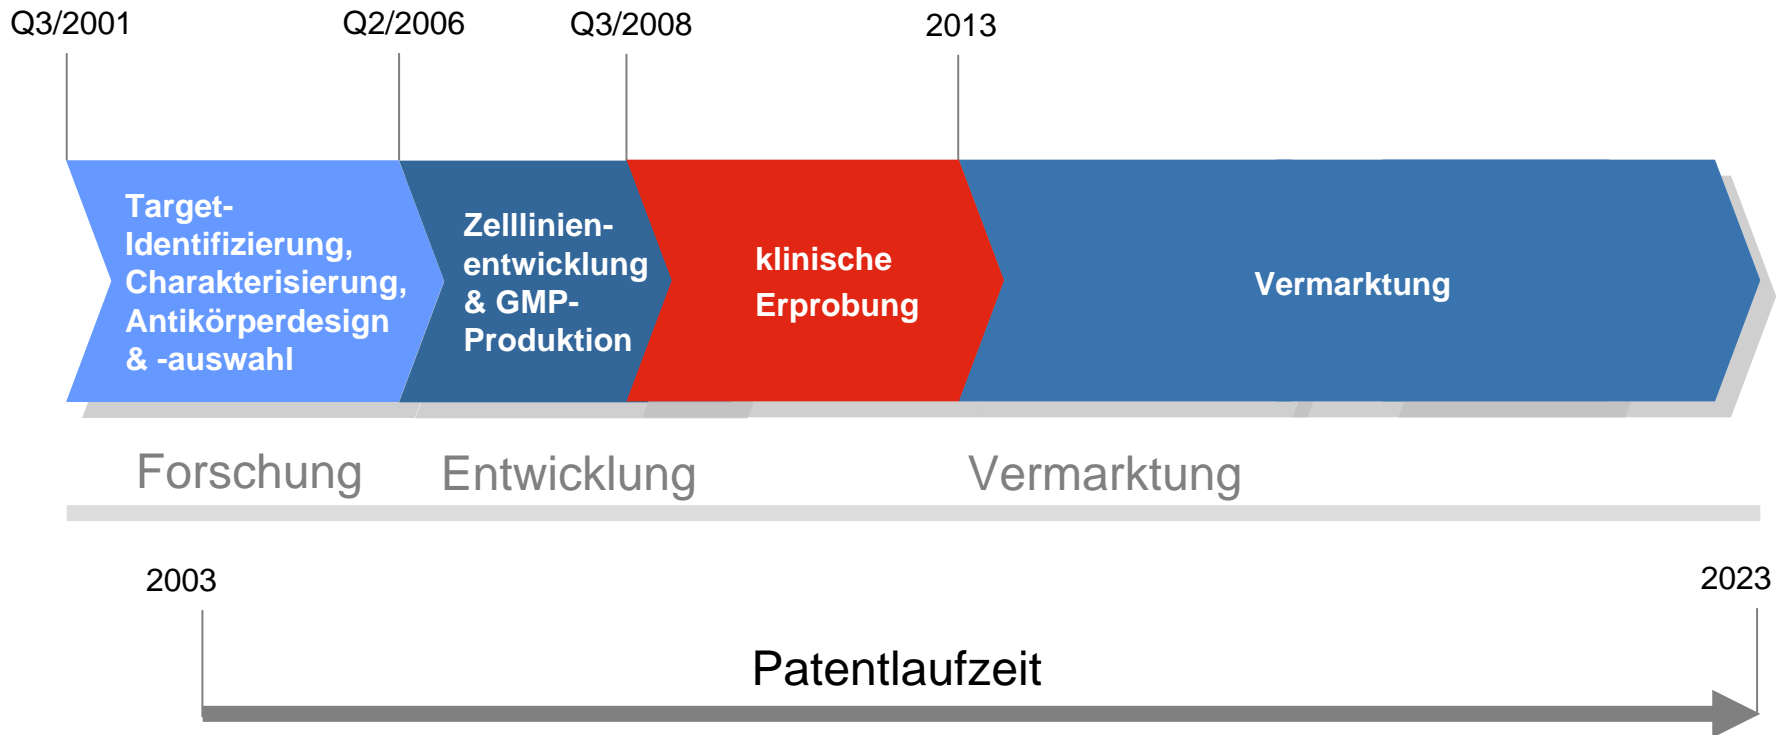 Q3/2001
Q2/2006
Q3/2008
2013
Target-
Identifizierung,
Charakterisierung,
Antikörperdesign
& -auswahl
Zelllinien-
entwicklung
& GMP-
Produktion
klinische
Erprobung
Vermarktung
Forschung
Entwicklung
Vermarktung
2003
2023
Patentlaufzeit